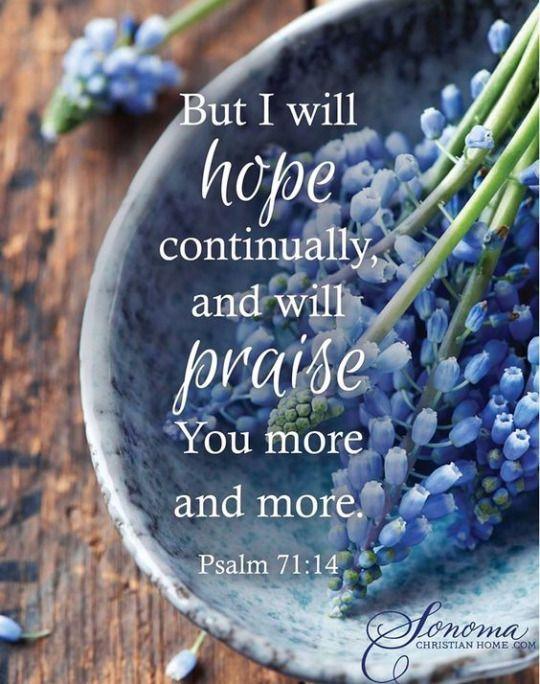 But I will
hope
continually,
and will
praise
You more
and more.
Psalm 71:14
Sonoma
CHRISTIAN HOME.COM